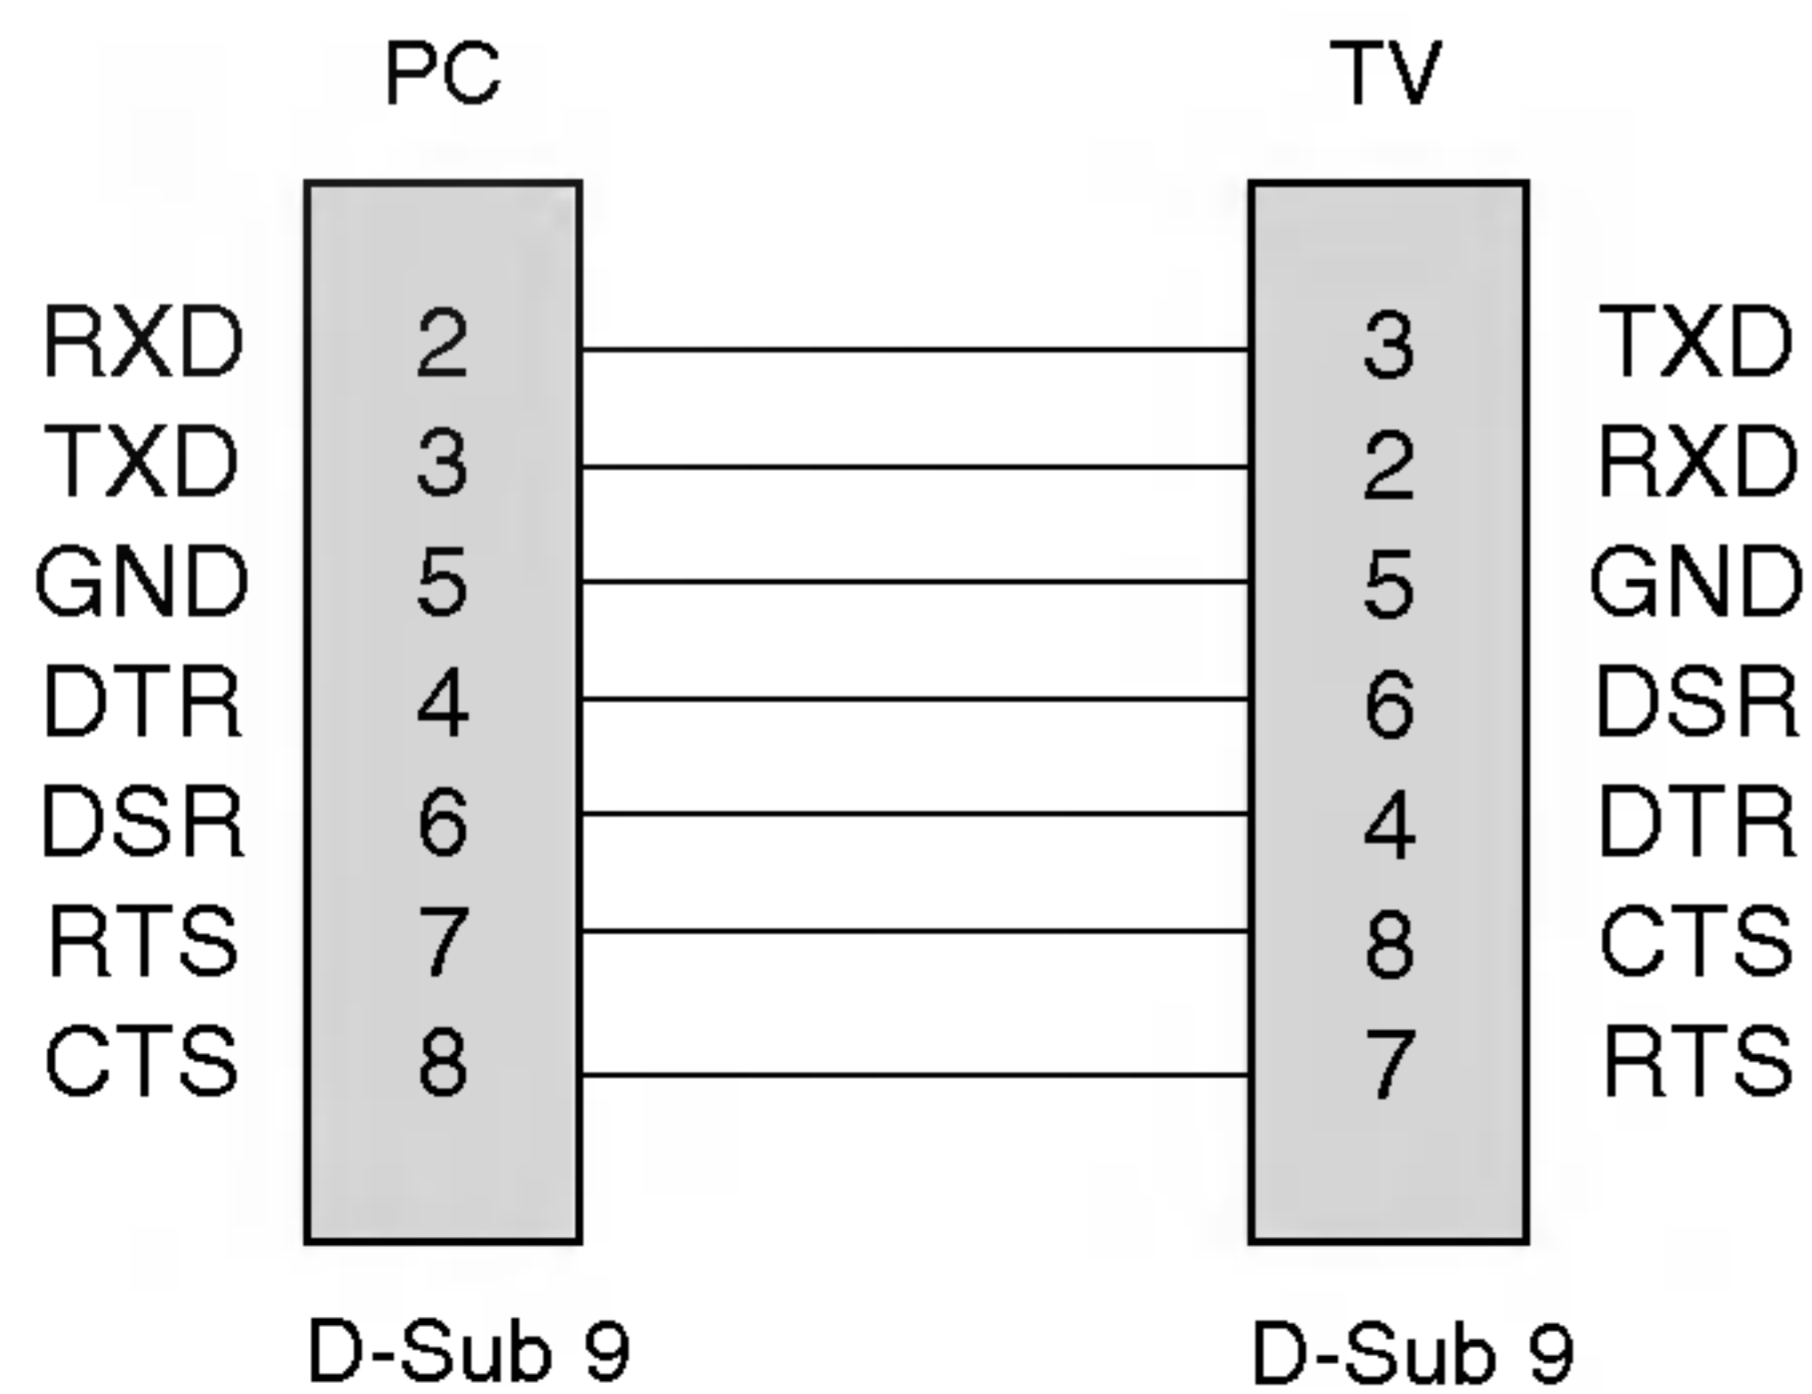 PC TV
RXD 2 3 TXD
TXD 3 2 RXD
GND 5 5 GND
DTR 4 6 DSR
DSR 6 4 DTR
RTS 7 8 CTS
CTS 8 7 RTS
D-Sub 9 D-Sub 9